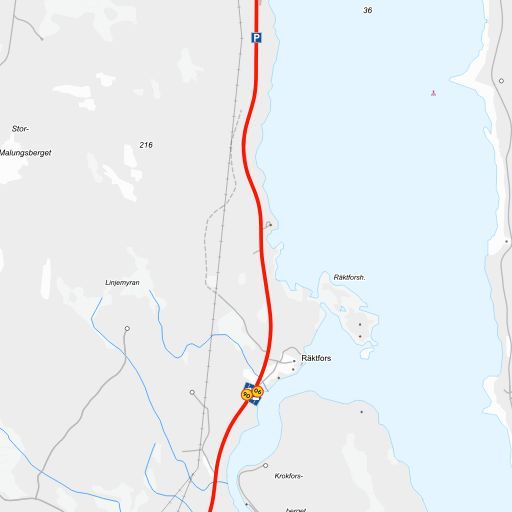 36
P
Stor-
Malungsberget
216
Linjemyran
Räktforsh.
Räktfors
90
90
Krokfors-
berget